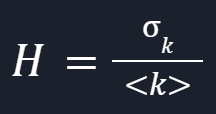 H = σ_k / <k>